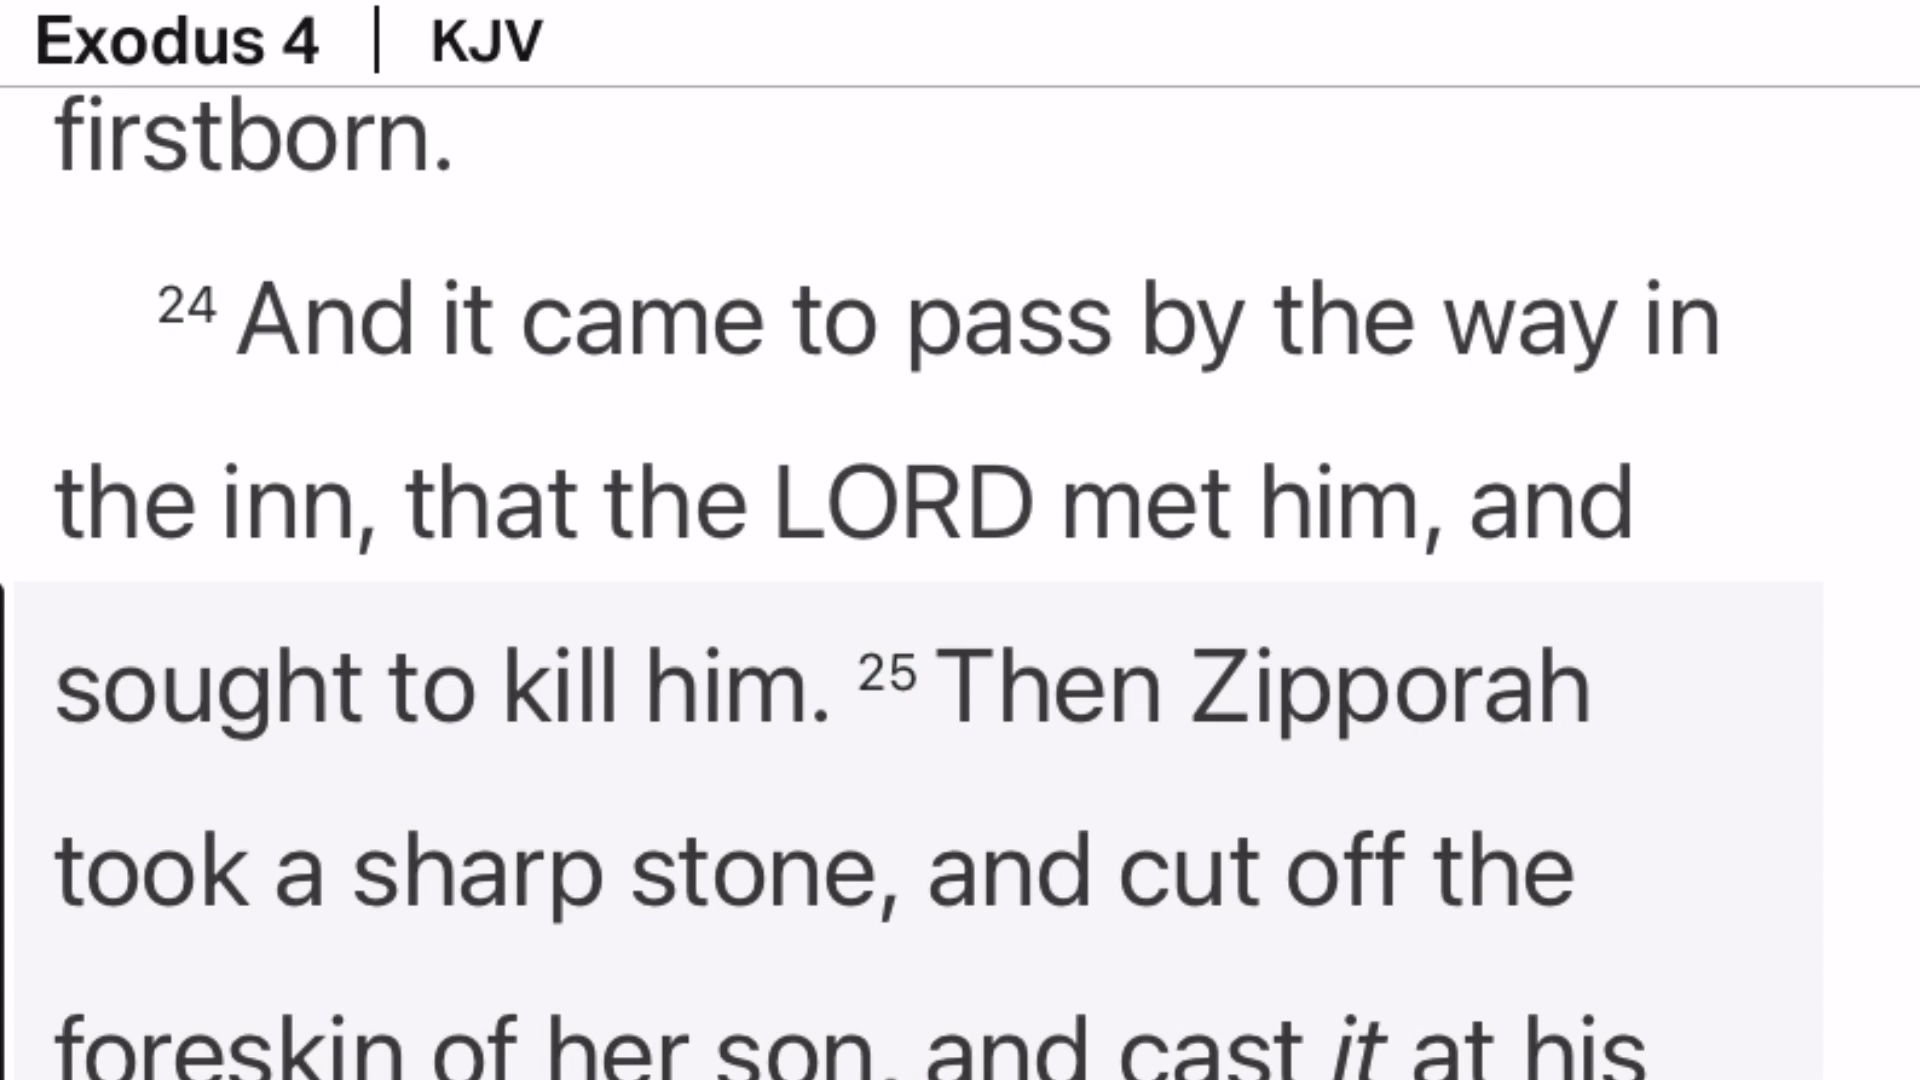 Exodus 4 | KJV
firstborn.
24 And it came to pass by the way in
the inn, that the LORD met him, and
sought to kill him. 25 Then Zipporah
took a sharp stone, and cut off the
foreskin of her son, and cast it at his